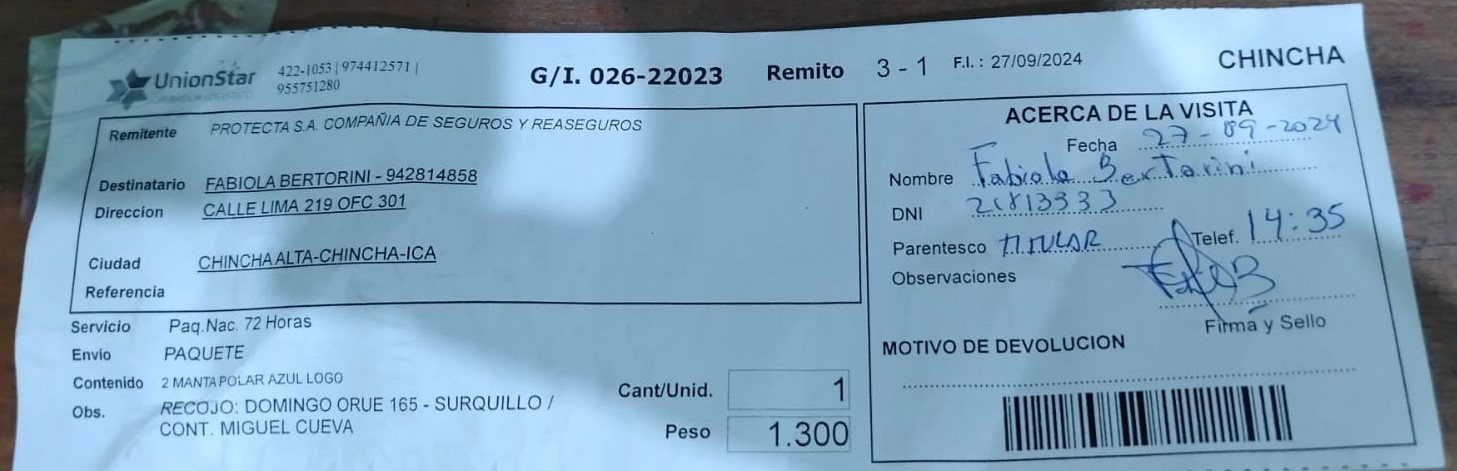 UnionStar
422-1053 | 974412571 |
955751280
G/I. 026-22023
Remito 3 - 1
F.I. : 27/09/2024
CHINCHA
Remitente PROTECTA S.A. COMPAÑIA DE SEGUROS Y REASEGUROS
Destinatario FABIOLA BERTORINI - 942814858
Direccion CALLE LIMA 219 OFC 301
Ciudad CHINCHA ALTA-CHINCHA-ICA
Referencia
Servicio Paq.Nac. 72 Horas
Envio PAQUETE
Contenido 2 MANTA POLAR AZUL LOGO
Obs. RECOJO: DOMINGO ORUE 165 - SURQUILLO /
CONT. MIGUEL CUEVA
Cant/Unid. 1
Peso 1.300
ACERCA DE LA VISITA
Fecha 27-09-2024
Nombre Fabiola Bertorini
DNI
Parentesco TITULAR
Telef. 14:35
Observaciones
Firma y Sello
MOTIVO DE DEVOLUCION